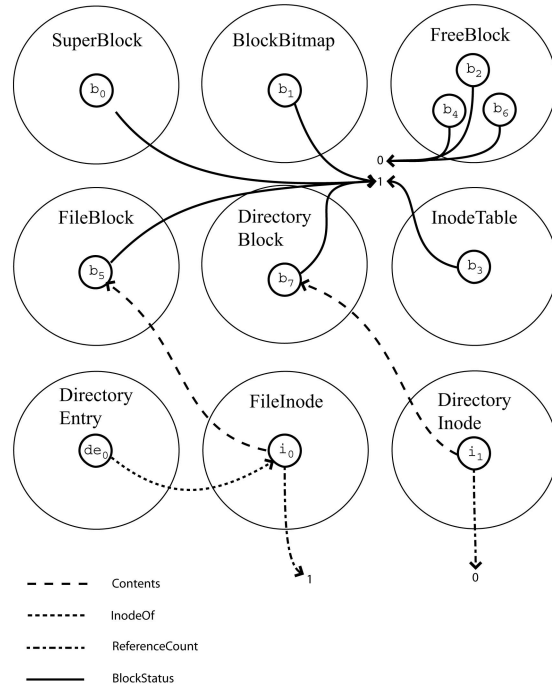 SuperBlock
BlockBitmap
FreeBlock
b0
b1
b2
b4
b6
0
1
FileBlock
Directory
Block
InodeTable
b5
b7
b3
Directory
Entry
FileInode
Directory
Inode
de0
i0
i1
1
0
Contents
InodeOf
ReferenceCount
BlockStatus